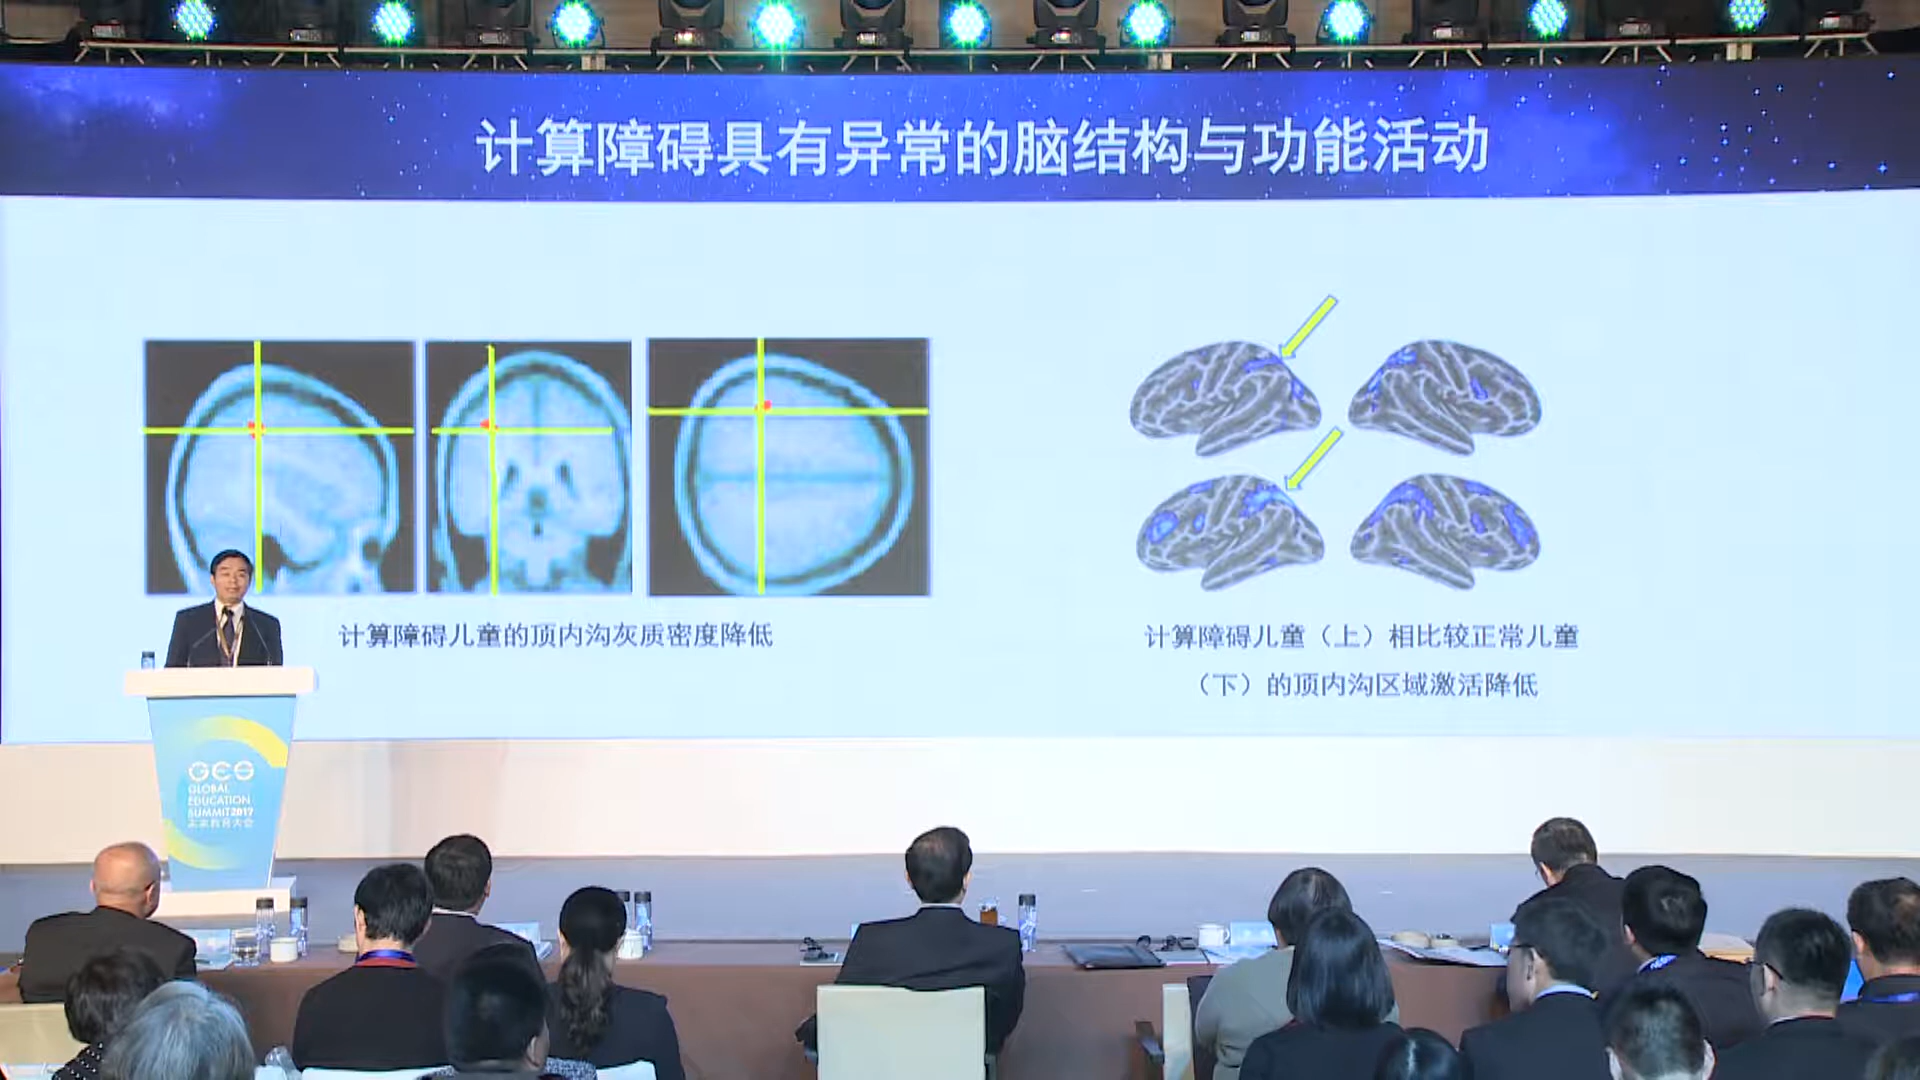 计算障碍具有异常的脑结构与功能活动
计算障碍儿童的顶内沟灰质密度降低
计算障碍儿童（上）相比较正常儿童
（下）的顶内沟区域激活降低
GES
GLOBAL
EDUCATION
SUMMIT2017
未来教育大会